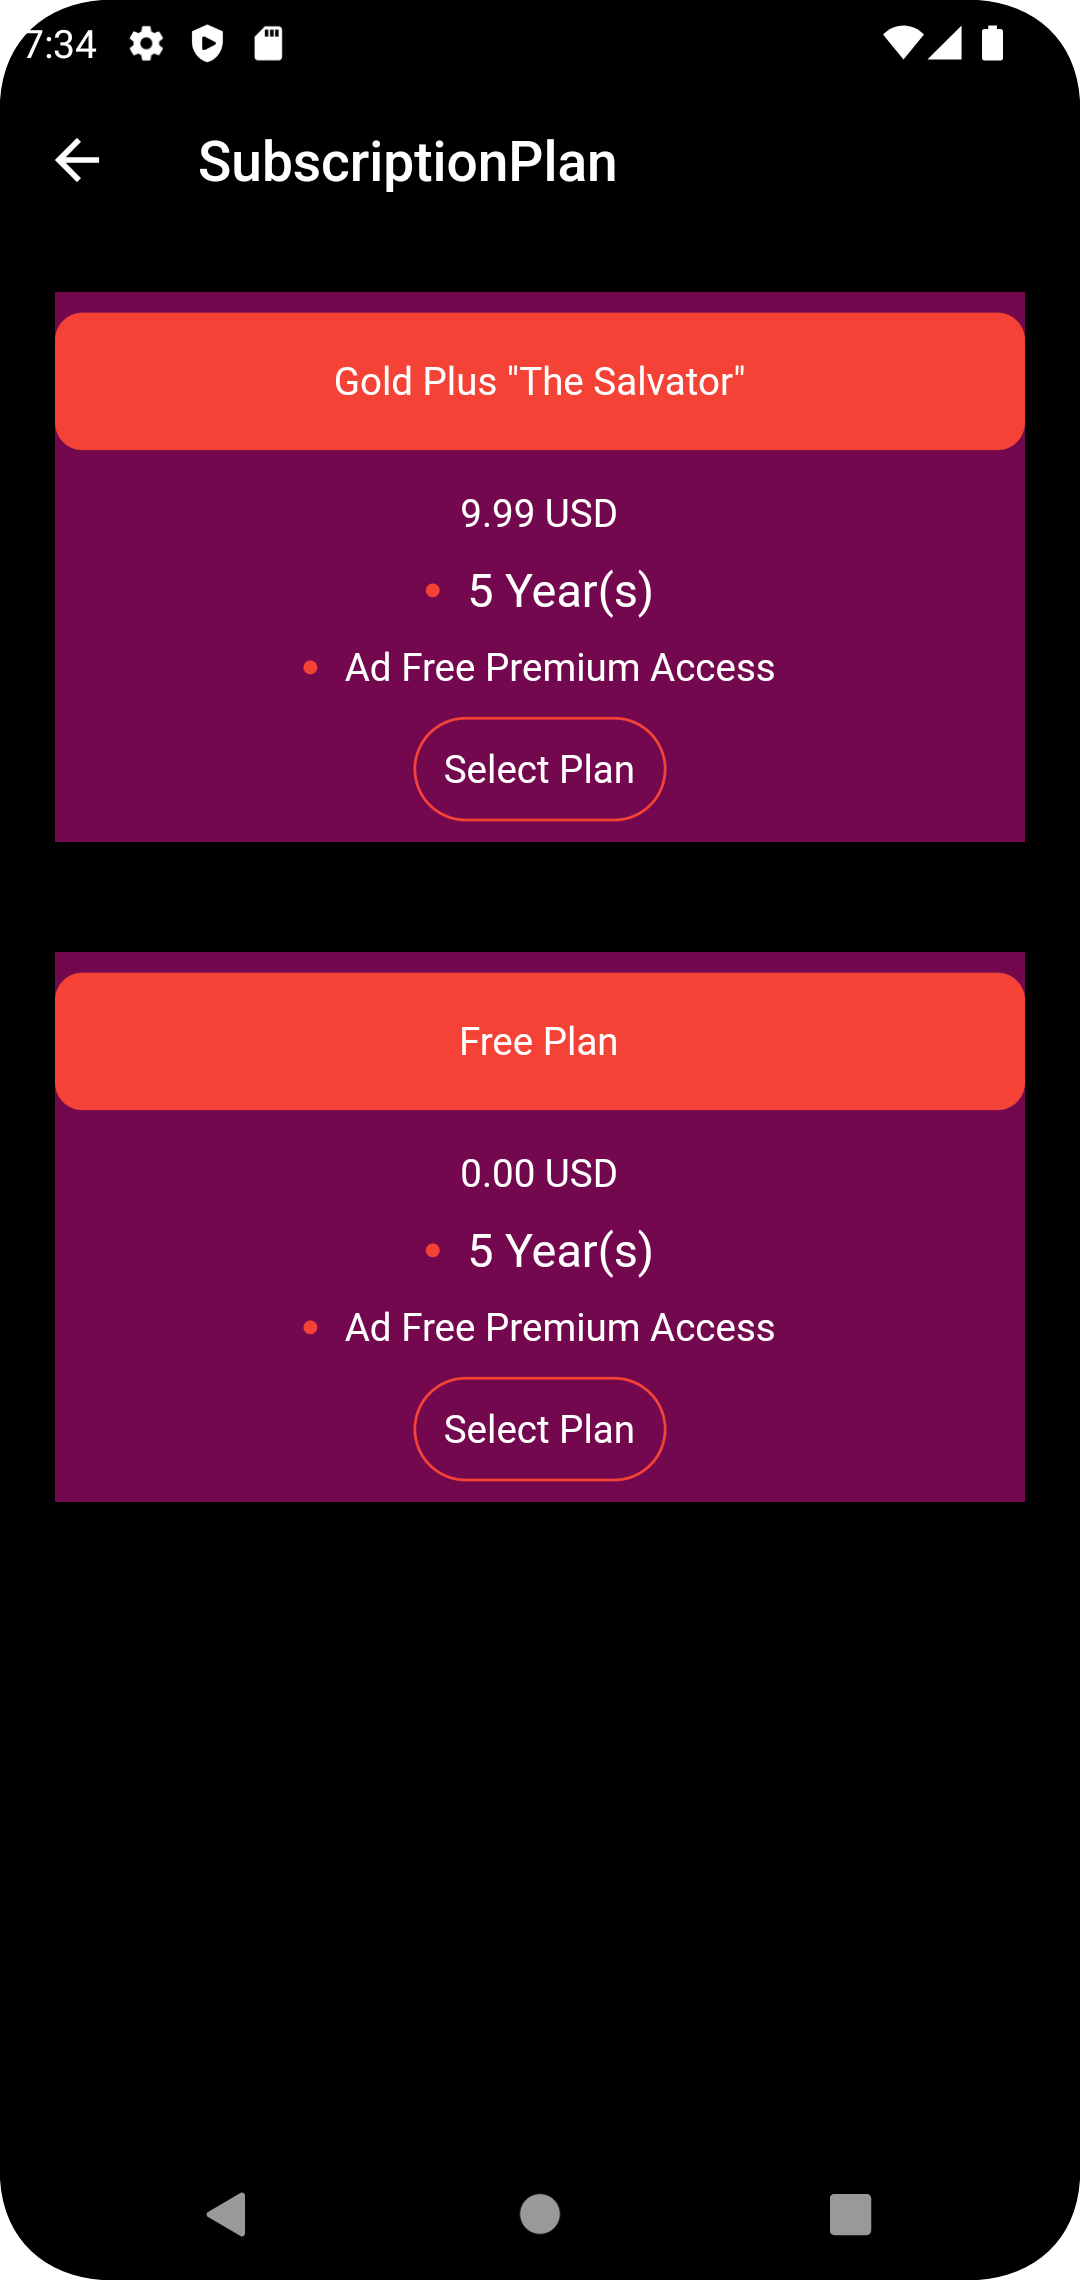 7:34
SubscriptionPlan
Gold Plus "The Salvator"
9.99 USD
5 Year(s)
Ad Free Premium Access
Select Plan
Free Plan
0.00 USD
5 Year(s)
Ad Free Premium Access
Select Plan